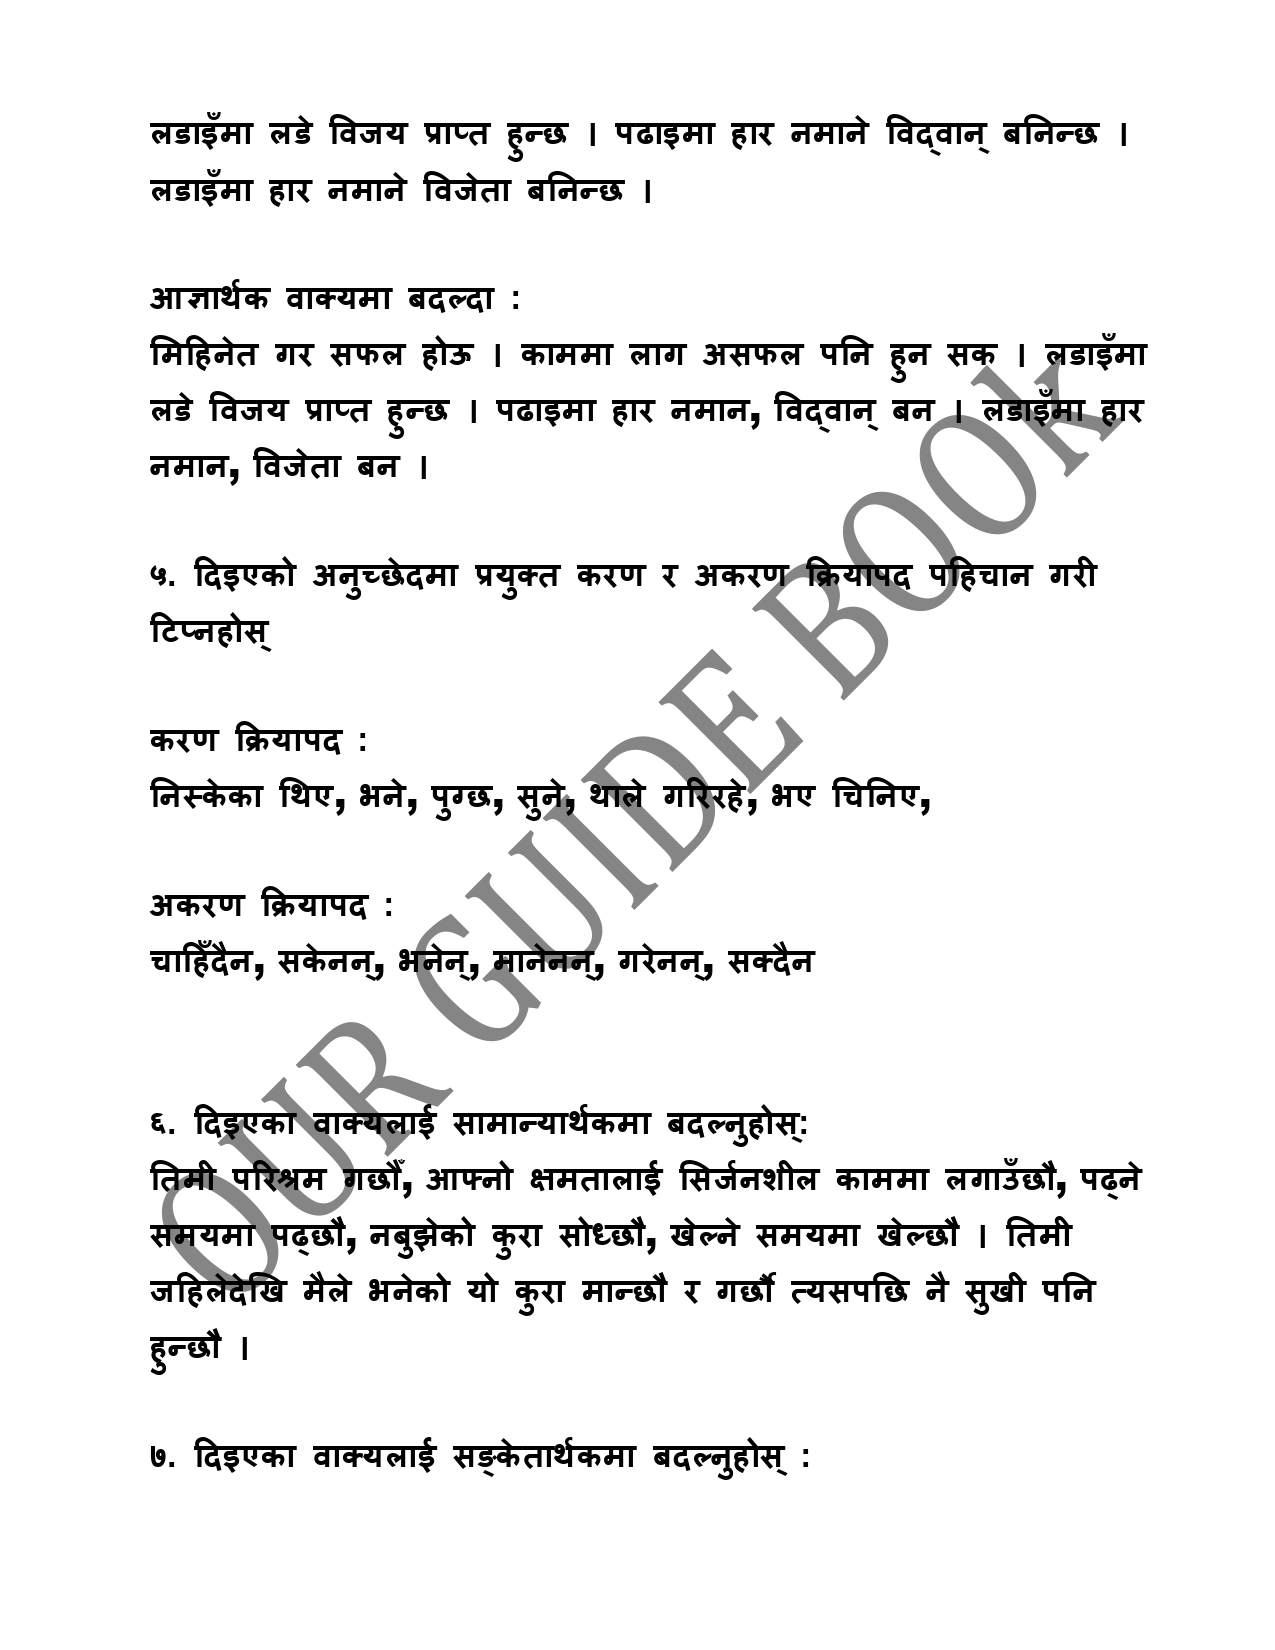 लडाइँमा लडे विजय प्राप्त हुन्छ । पढाइमा हार नमाने विद्‌वान् बनिन्छ ।
लडाइँमा हार नमाने विजेता बनिन्छ ।
आज्ञार्थक वाक्यमा बदल्दा :
मिहिनेत गर सफल होऊ । काममा लाग असफल पनि हुन सक । लडाइँमा
लडे विजय प्राप्त हुन्छ । पढाइमा हार नमान, विद्‌वान् बन । लडाइँमा हार
नमान, विजेता बन ।
५. दिइएको अनुच्छेदमा प्रयुक्त करण र अकरण क्रियापद पहिचान गरी
टिप्नहोस्
करण क्रियापद :
निस्केका थिए, भने, पुग्छ, सुने, थाले गरिरहे, भए चिनिए,
अकरण क्रियापद :
चाहिँदैन, सकेनन्, भनेन्, मानेनन्, गरेनन्, सक्दैन
६. दिइएका वाक्यलाई सामान्यार्थकमा बदल्नुहोस्:
तिमी परिश्रम गछौँ, आफ्नो क्षमतालाई सिर्जनशील काममा लगाउँछौ, पढ्ने
समयमा पढ्छौ, नबुझेको कुरा सोध्छौ, खेल्ने समयमा खेल्छौ । तिमी
जहिलेदेखि मैले भनेको यो कुरा मान्छौ र गर्छौ त्यसपछि नै सुखी पनि
हुन्छौ ।
७. दिइएका वाक्यलाई सङ्केतार्थकमा बदल्नुहोस् :
OUR GUIDE BOOk